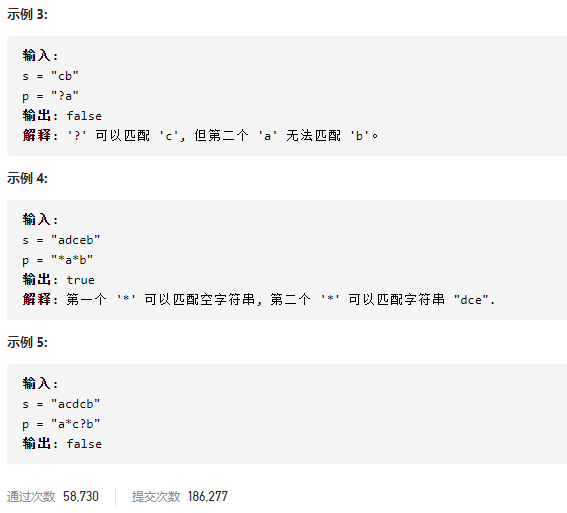 示例 3:
输入:
s = "cb"
p = "?a"
输出: false
解释: '?' 可以匹配 'c', 但第二个 'a' 无法匹配 'b'。
示例 4:
输入:
s = "adceb"
p = "*a*b"
输出: true
解释: 第一个 '*' 可以匹配空字符串, 第二个 '*' 可以匹配字符串 "dce".
示例 5:
输入:
s = "acdcb"
p = "a*c?b"
输出: false
通过次数 58,730 提交次数 186,277